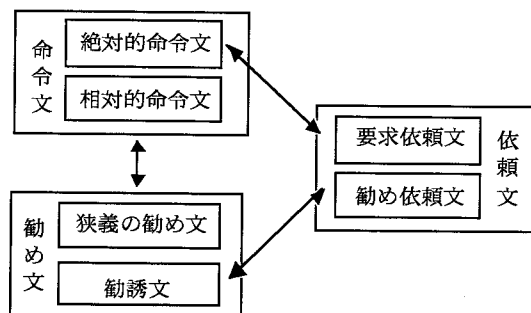 命令文
絶対的命令文
相対的命令文
依頼文
要求依頼文
勧め依頼文
勧め文
狭義の勧め文
勧誘文